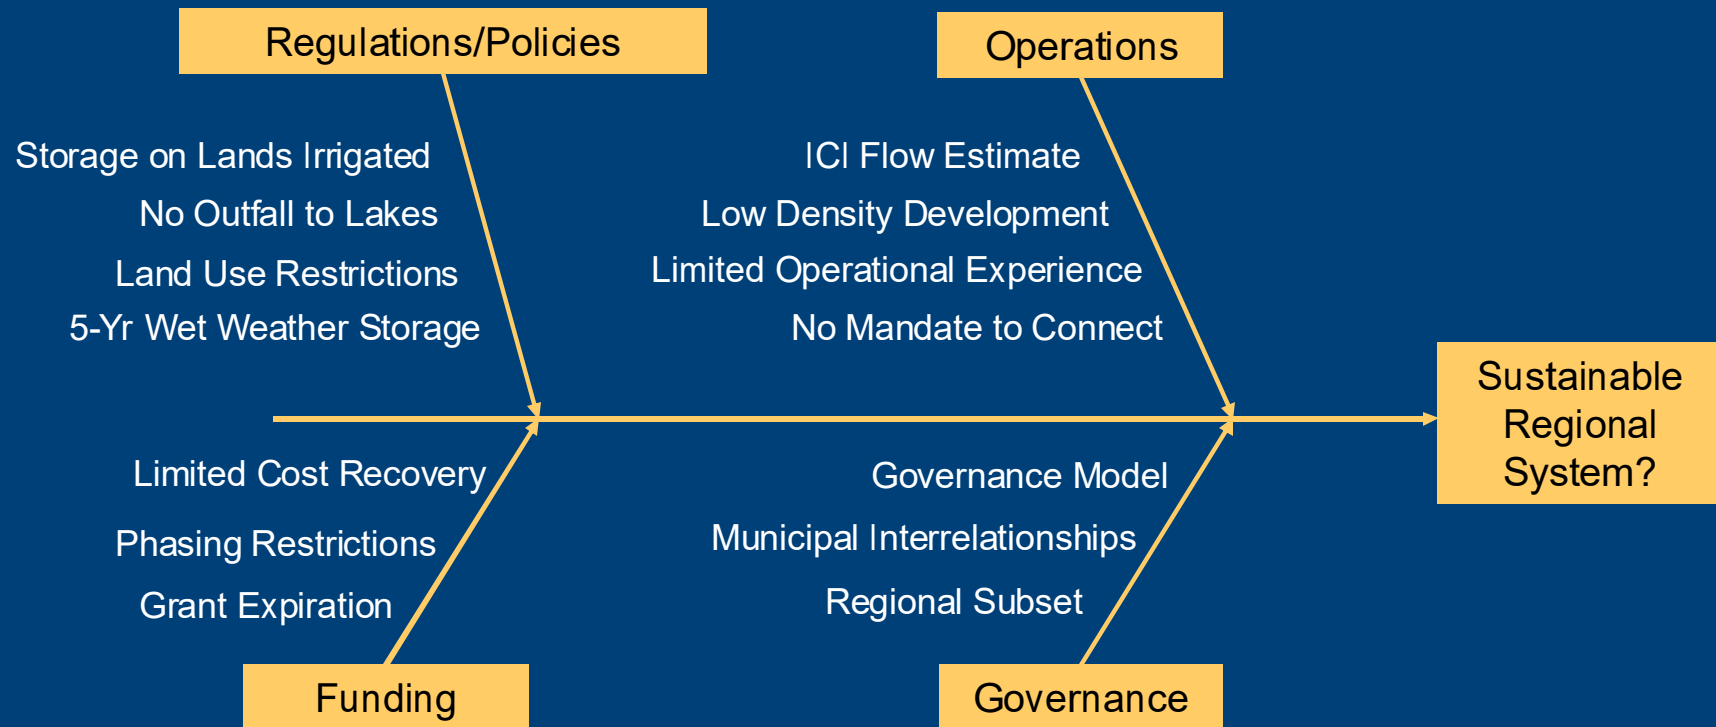 Regulations/Policies
Operations
Storage on Lands Irrigated
No Outfall to Lakes
Land Use Restrictions
5-Yr Wet Weather Storage
ICI Flow Estimate
Low Density Development
Limited Operational Experience
No Mandate to Connect
Sustainable
Regional
System?
Limited Cost Recovery
Phasing Restrictions
Grant Expiration
Governance Model
Municipal Interrelationships
Regional Subset
Funding
Governance